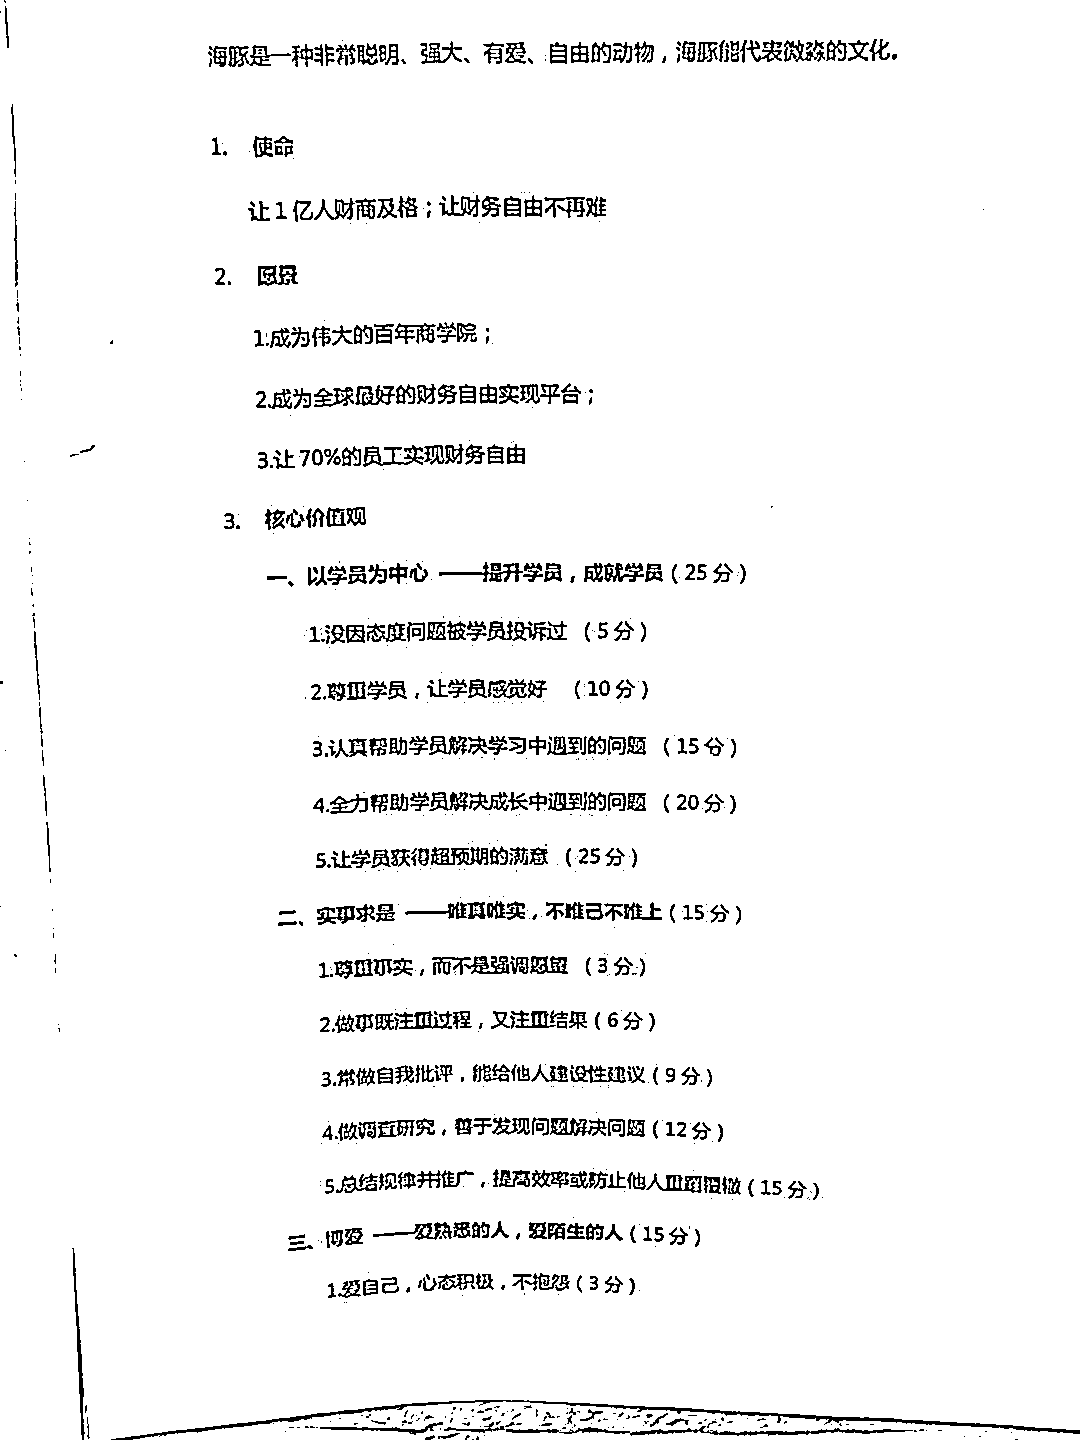 海豚是一种非常聪明、强大、有爱、自由的动物，海豚能代表微淼的文化。
1. 使命
让 1 亿人财商及格；让财务自由不再难
2. 愿景
1.成为伟大的百年商学院；
2.成为全球最好的财务自由实现平台；
3.让 70%的员工实现财务自由
3. 核心价值观
一、以学员为中心 ——提升学员，成就学员（25 分）
1.没因态度问题被学员投诉过 （5 分）
2.尊重学员，让学员感觉好 （10 分）
3.认真帮助学员解决学习中遇到的问题 （15 分）
4.全力帮助学员解决成长中遇到的问题 （20 分）
5.让学员获得超预期的满意 （25 分）
二、实事求是 ——唯真唯实，不唯己不唯上（15 分）
1.尊重事实，而不是强调愿望 （3 分）
2.做事既注重过程，又注重结果（6 分）
3.常做自我批评，能给他人建设性建议（9 分）
4.做调查研究，善于发现问题解决问题（12 分）
5.总结规律并推广，提高效率或防止他人重蹈覆辙（15 分）
三、博爱 ——爱熟悉的人，爱陌生的人（15 分）
1.爱自己，心态积极，不抱怨（3 分）